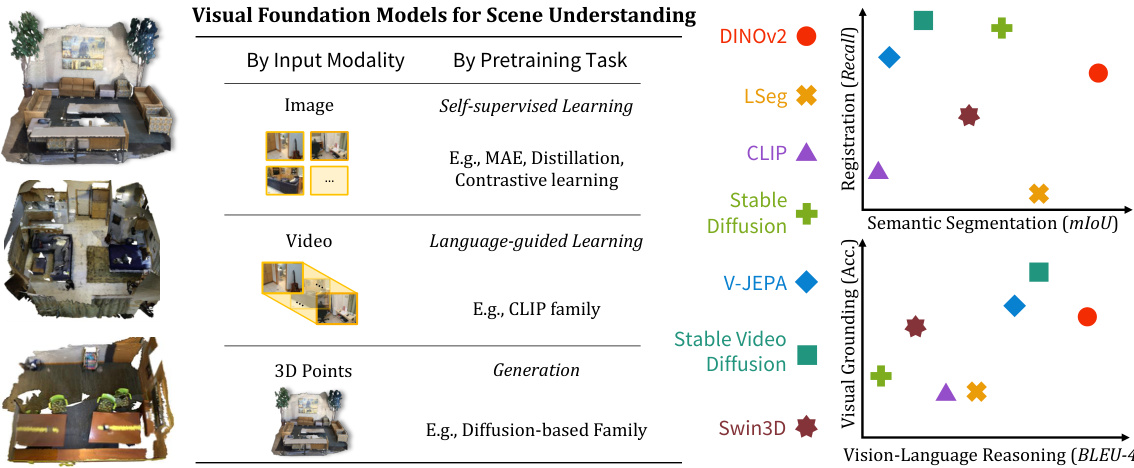 Visual Foundation Models for Scene Understanding
By Input Modality
By Pretraining Task
Image
Self-supervised Learning
...
E.g., MAE, Distillation,
Contrastive learning
Video
Language-guided Learning
E.g., CLIP family
3D Points
Generation
E.g., Diffusion-based Family
DINOv2
LSeg
CLIP
Stable
Diffusion
V-JEPA
Stable Video
Diffusion
Swin3D
Registration (Recall)
Semantic Segmentation (mIoU)
Visual Grounding (Acc.)
Vision-Language Reasoning (BLEU-4